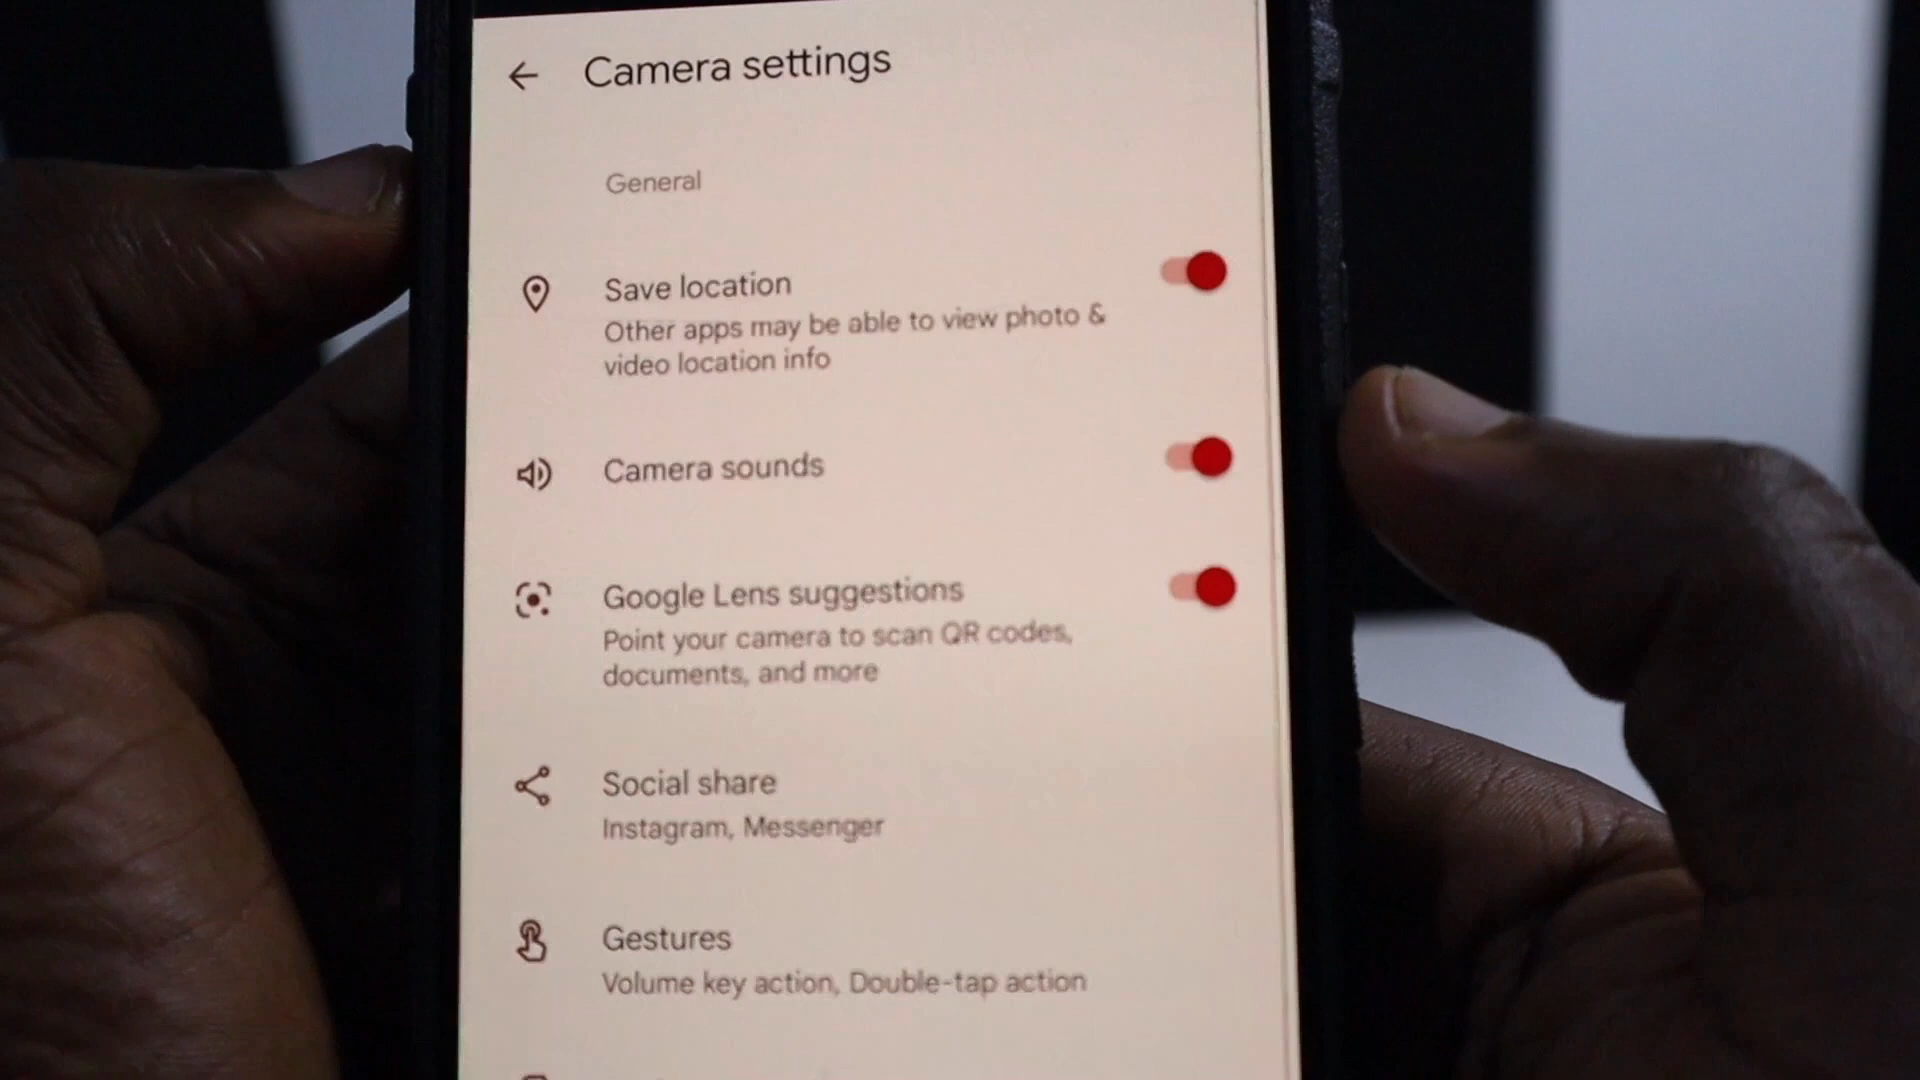 Camera settings
General
Save location
Other apps may be able to view photo &
video location info
Camera sounds
Google Lens suggestions
Point your camera to scan QR codes,
documents, and more
Social share
Instagram, Messenger
Gestures
Volume key action, Double-tap action